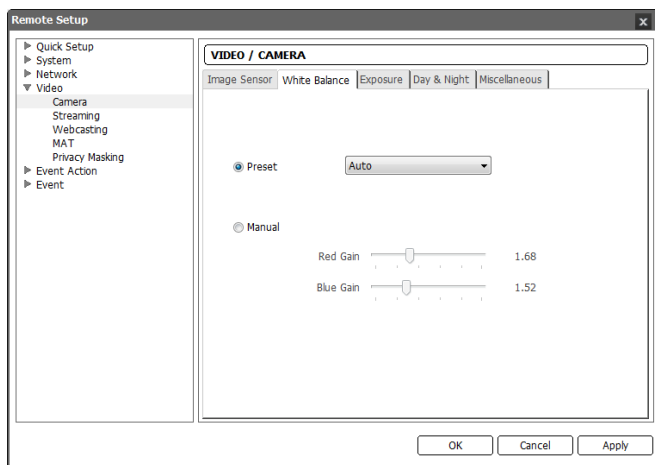 Remote Setup
x
Quick Setup
System
Network
Video
Camera
Streaming
Webcasting
MAT
Privacy Masking
Event Action
Event
VIDEO / CAMERA
Image Sensor White Balance Exposure Day & Night Miscellaneous
Preset Auto
Manual
Red Gain 1.68
Blue Gain 1.52
OK Cancel Apply